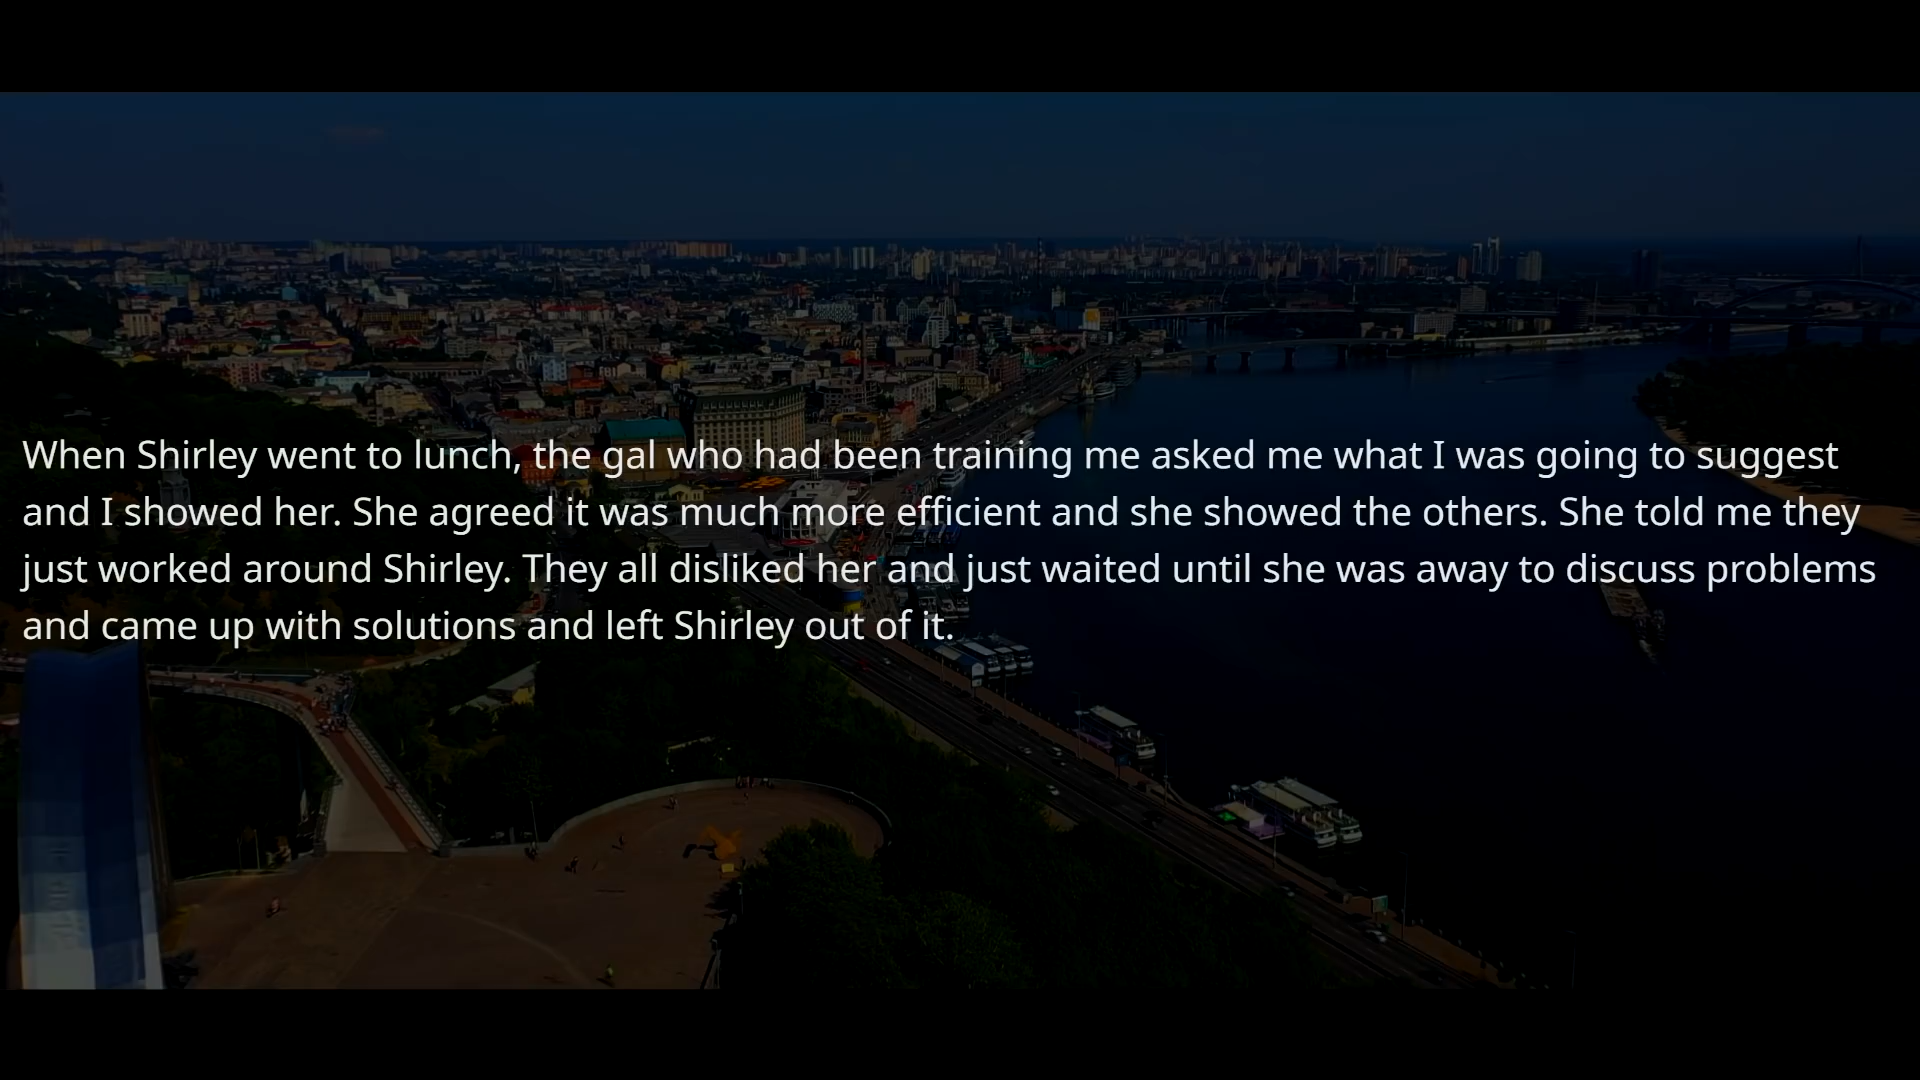 When Shirley went to lunch, the gal who had been training me asked me what I was going to suggest
and I showed her. She agreed it was much more efficient and she showed the others. She told me they
just worked around Shirley. They all disliked her and just waited until she was away to discuss problems
and came up with solutions and left Shirley out of it.